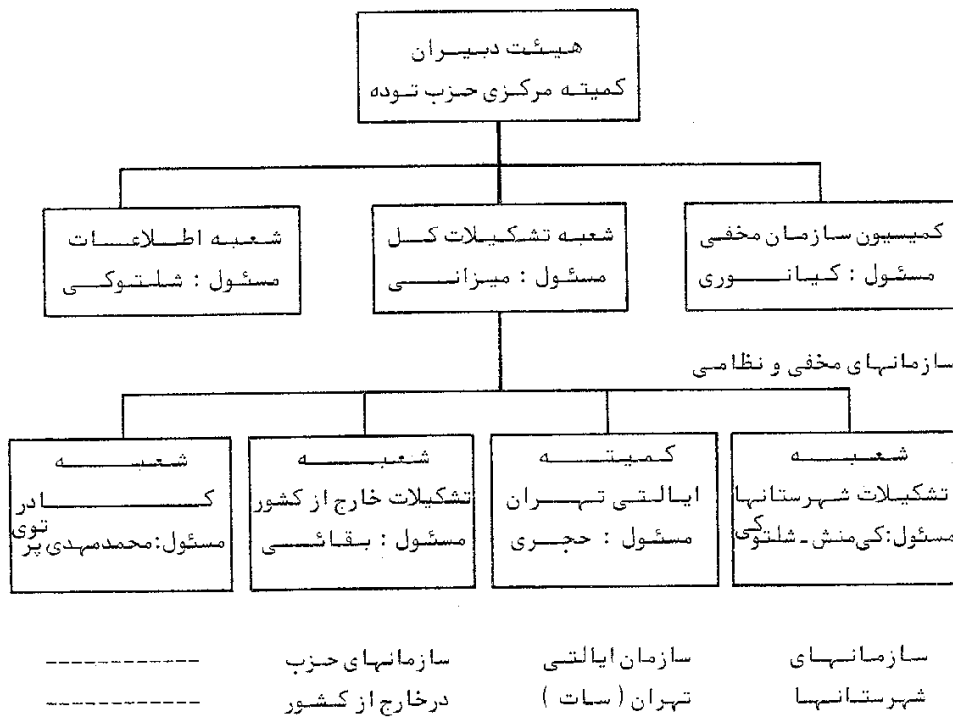 هیئت دبیران
کمیته مرکزی حزب توده
کمیسیون سازمان مخفی
مسئول : کیانوری
شعبه تشکیلات کل
مسئول : میزانی
شعبه اطلاعات
مسئول : شلتوکی
سازمانهای مخفی و نظامی
شعبه
تشکیلات شهرستانها
مسئول: کی منش - شلتوکی
کمیته
ایالتی تهران
مسئول : حجری
شعبه
تشکیلات خارج از کشور
مسئول : بقائی
شعبه
کادر
مسئول: محمدمهدی پرتوی
سازمانهای
شهرستانها
سازمان ایالتی
تهران ( سات )
سازمانهای حزب
درخارج از کشور
------------
------------